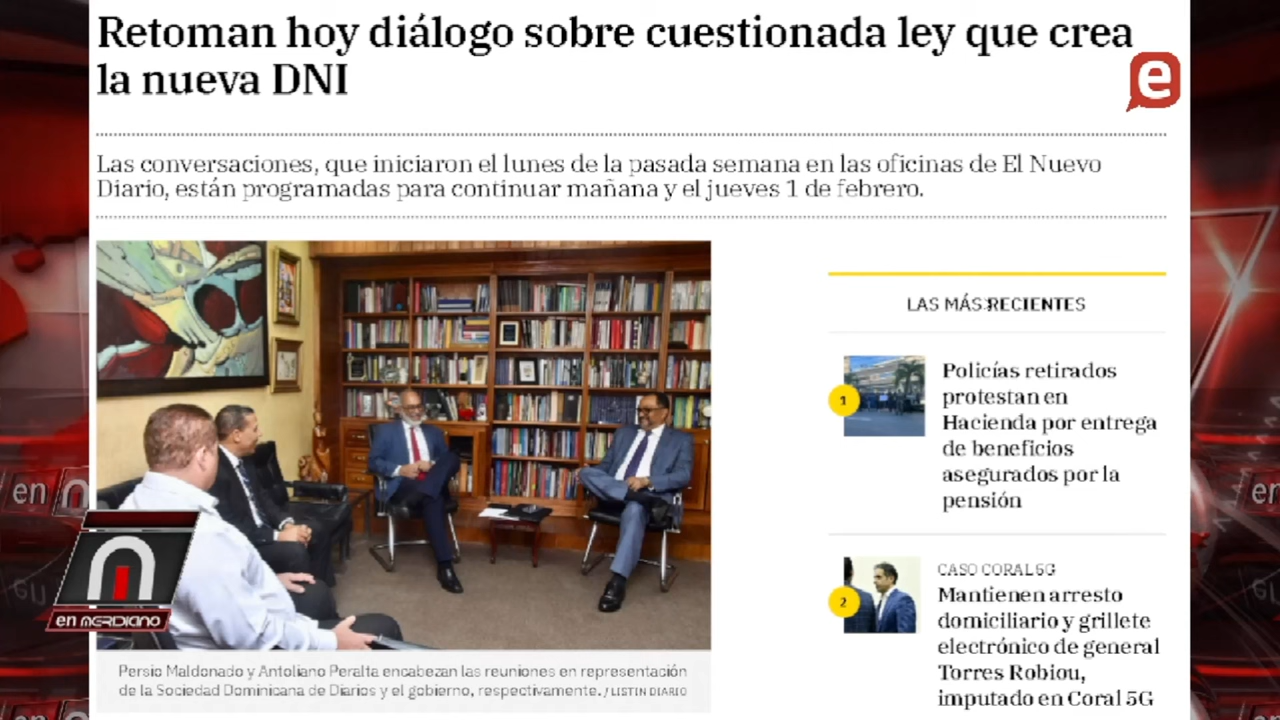 Retoman hoy diálogo sobre cuestionada ley que crea
la nueva DNI
e
Las conversaciones, que iniciaron el lunes de la pasada semana en las oficinas de El Nuevo
Diario, están programadas para continuar mañana y el jueves 1 de febrero.
LAS MÁS RECIENTES
1
Policías retirados
protestan en
Hacienda por entrega
de beneficios
asegurados por la
pensión
2
CASO CORAL 5G
Mantienen arresto
domiciliario y grillete
electrónico de general
Torres Robiou,
imputado en Coral 5G
Persio Maldonado y Antoliano Peralta encabezan las reuniones en representación
de la Sociedad Dominicana de Diarios y el gobierno, respectivamente. / LISTIN DIARIO
en MERIDIANO
en
en